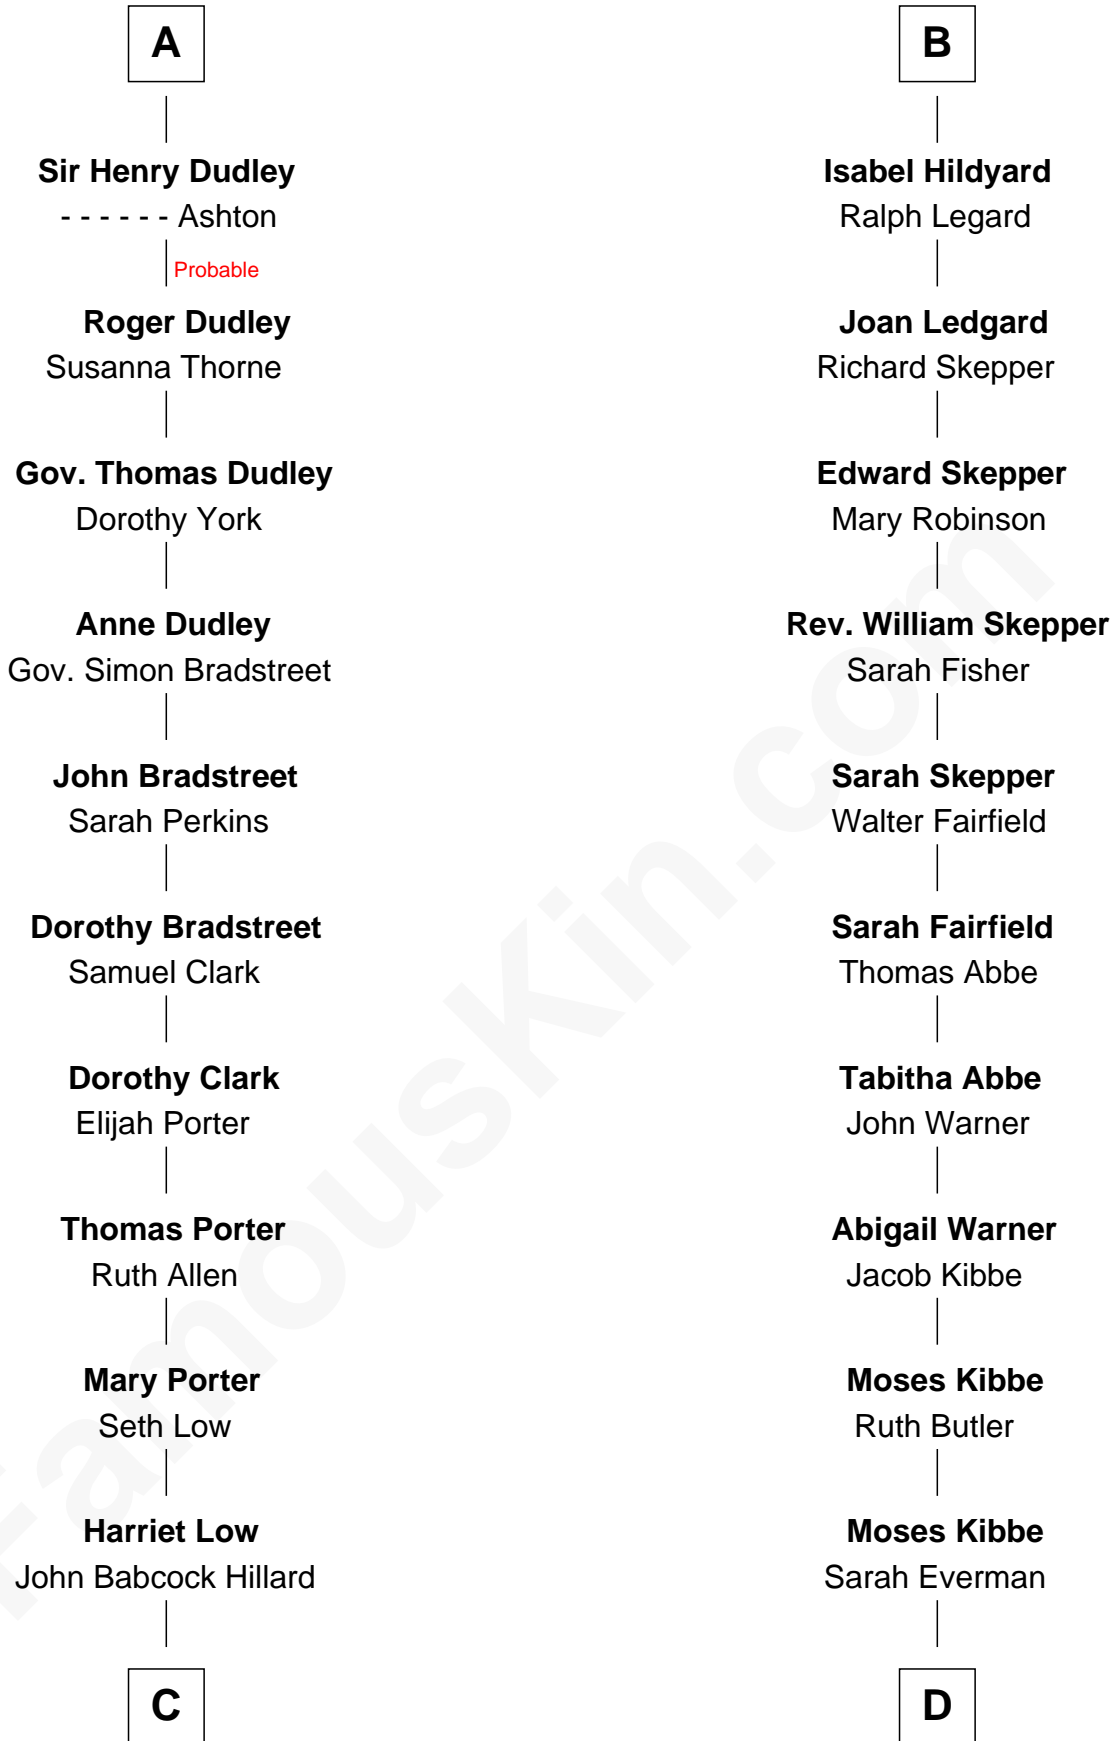 A
Sir Henry Dudley
- - - - - - Ashton
Probable
Roger Dudley
Susanna Thorne
Gov. Thomas Dudley
Dorothy York
Anne Dudley
Gov. Simon Bradstreet
John Bradstreet
Sarah Perkins
Dorothy Bradstreet
Samuel Clark
Dorothy Clark
Elijah Porter
Thomas Porter
Ruth Allen
Mary Porter
Seth Low
Harriet Low
John Babcock Hillard
C
B
Isabel Hildyard
Ralph Legard
Joan Ledgard
Richard Skepper
Edward Skepper
Mary Robinson
Rev. William Skepper
Sarah Fisher
Sarah Skepper
Walter Fairfield
Sarah Fairfield
Thomas Abbe
Tabitha Abbe
John Warner
Abigail Warner
Jacob Kibbe
Moses Kibbe
Ruth Butler
Moses Kibbe
Sarah Everman
D
FamousKin.com